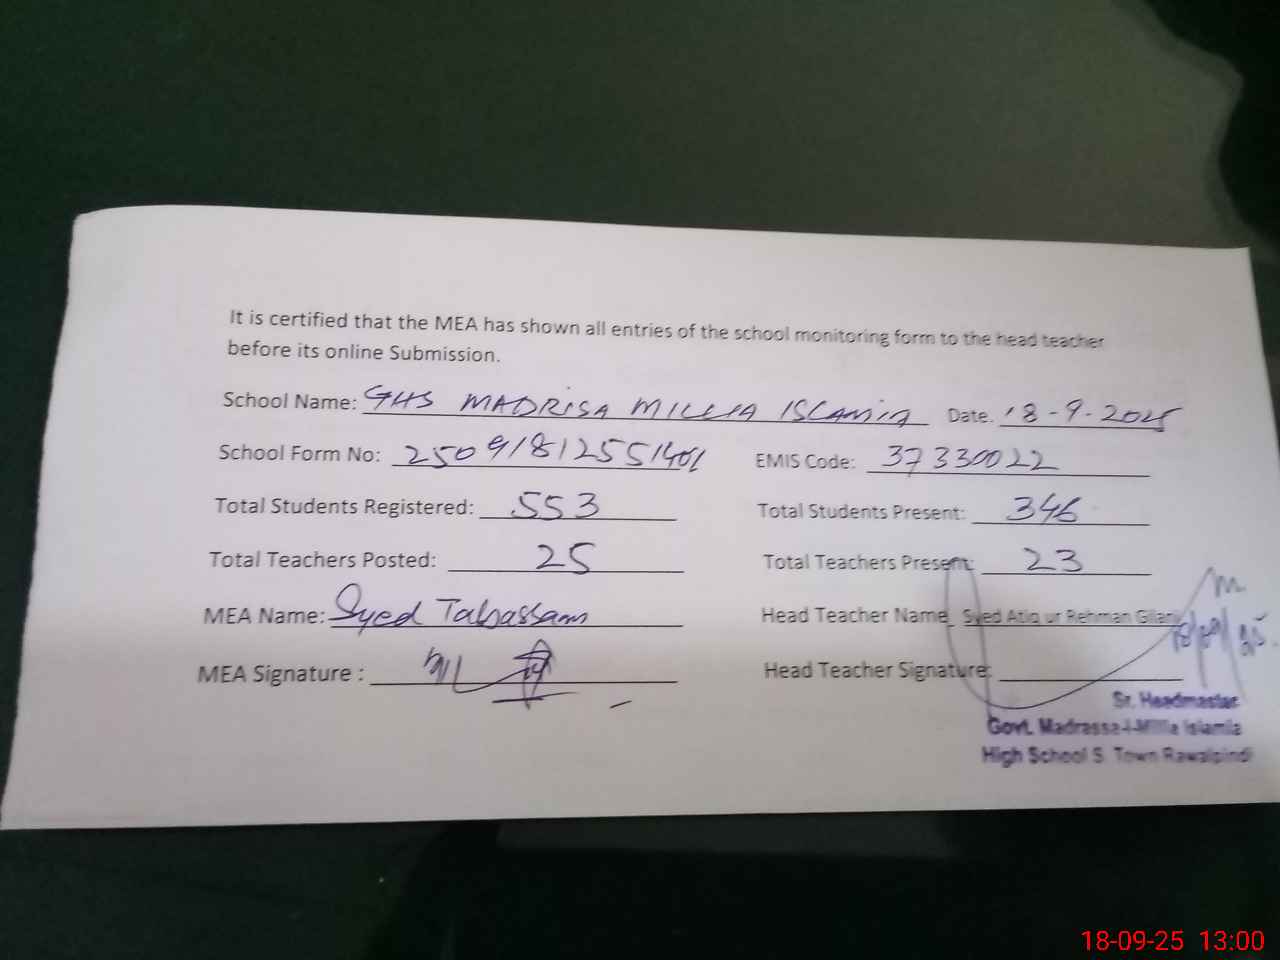 It is certified that the MEA has shown all entries of the school monitoring form to the head teacher
before its online Submission.
School Name: GHS MADRISA MILLIA ISLAMIA Date. 18-9-2025
School Form No: 25091812551401 EMIS Code: 37330022
Total Students Registered: 553 Total Students Present: 346
Total Teachers Posted: 25 Total Teachers Present: 23
MEA Name: Syed Tabassam Head Teacher Name Syed Atiq ur Rehman Gilani
18/09/25.
MEA Signature : Head Teacher Signature:
Sr. Headmaster
Govt. Madrassa-i-Millia Islamia
High School S. Town Rawalpindi
18-09-25 13:00